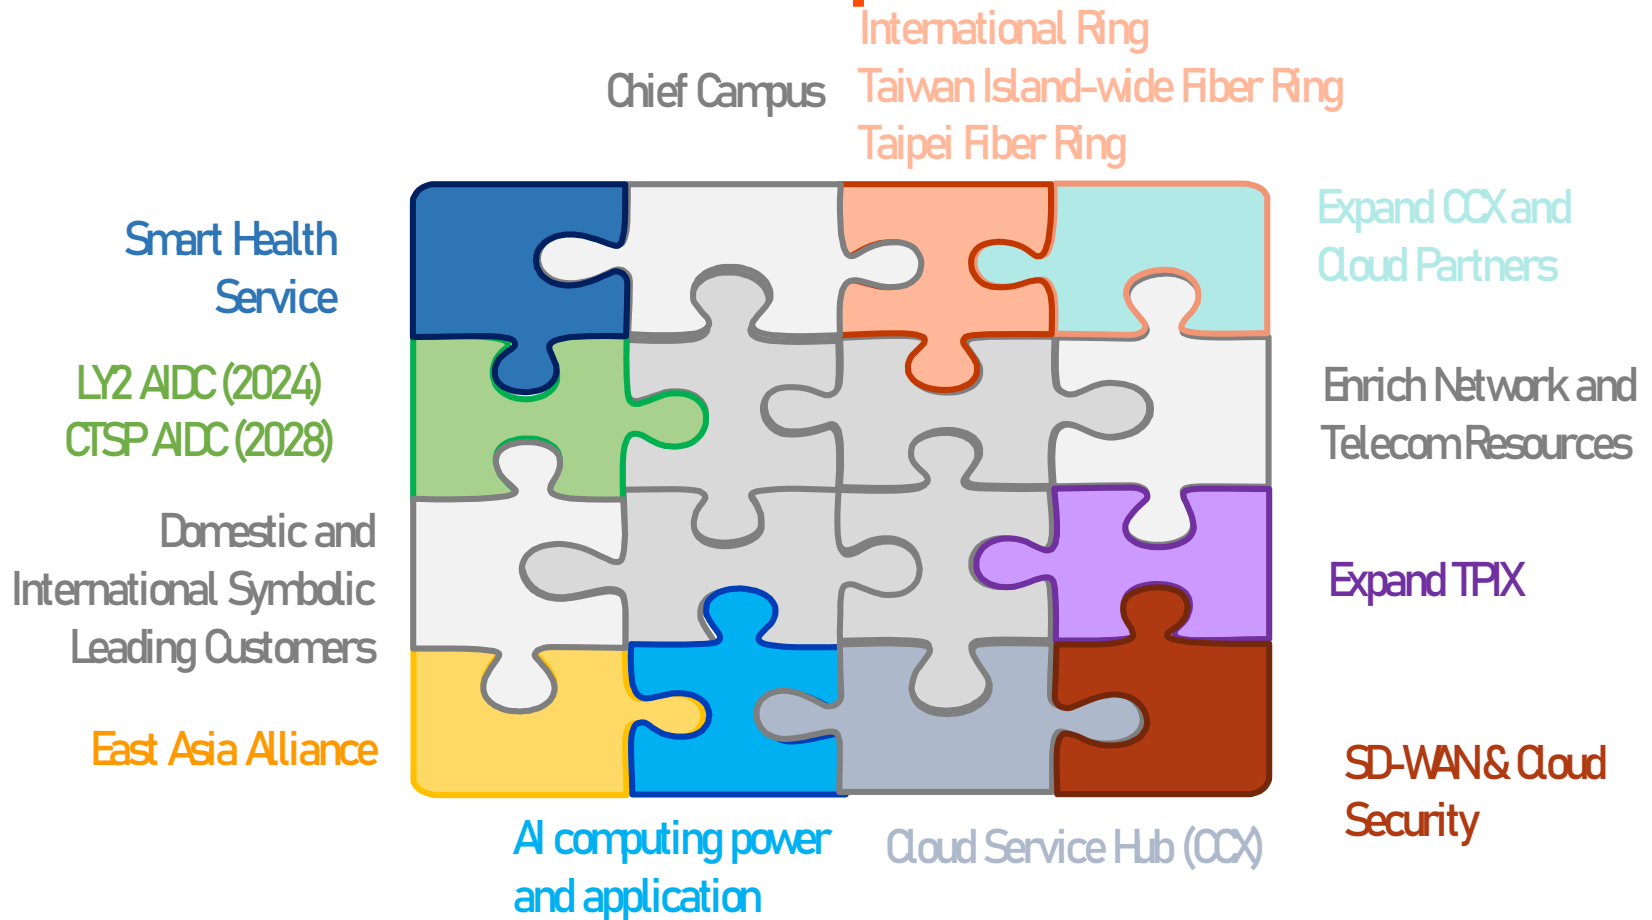 International Ring
Chief Campus
Taiwan Island-wide Fiber Ring
Taipei Fiber Ring
Smart Health
Service
Expand CCX and
Cloud Partners
LY2 AIDC (2024)
CTSP AIDC (2028)
Enrich Network and
Telecom Resources
Domestic and
International Symbolic
Leading Customers
Expand TPIX
East Asia Alliance
SD-WAN & Cloud
Security
AI computing power
and application
Cloud Service Hub (CCX)